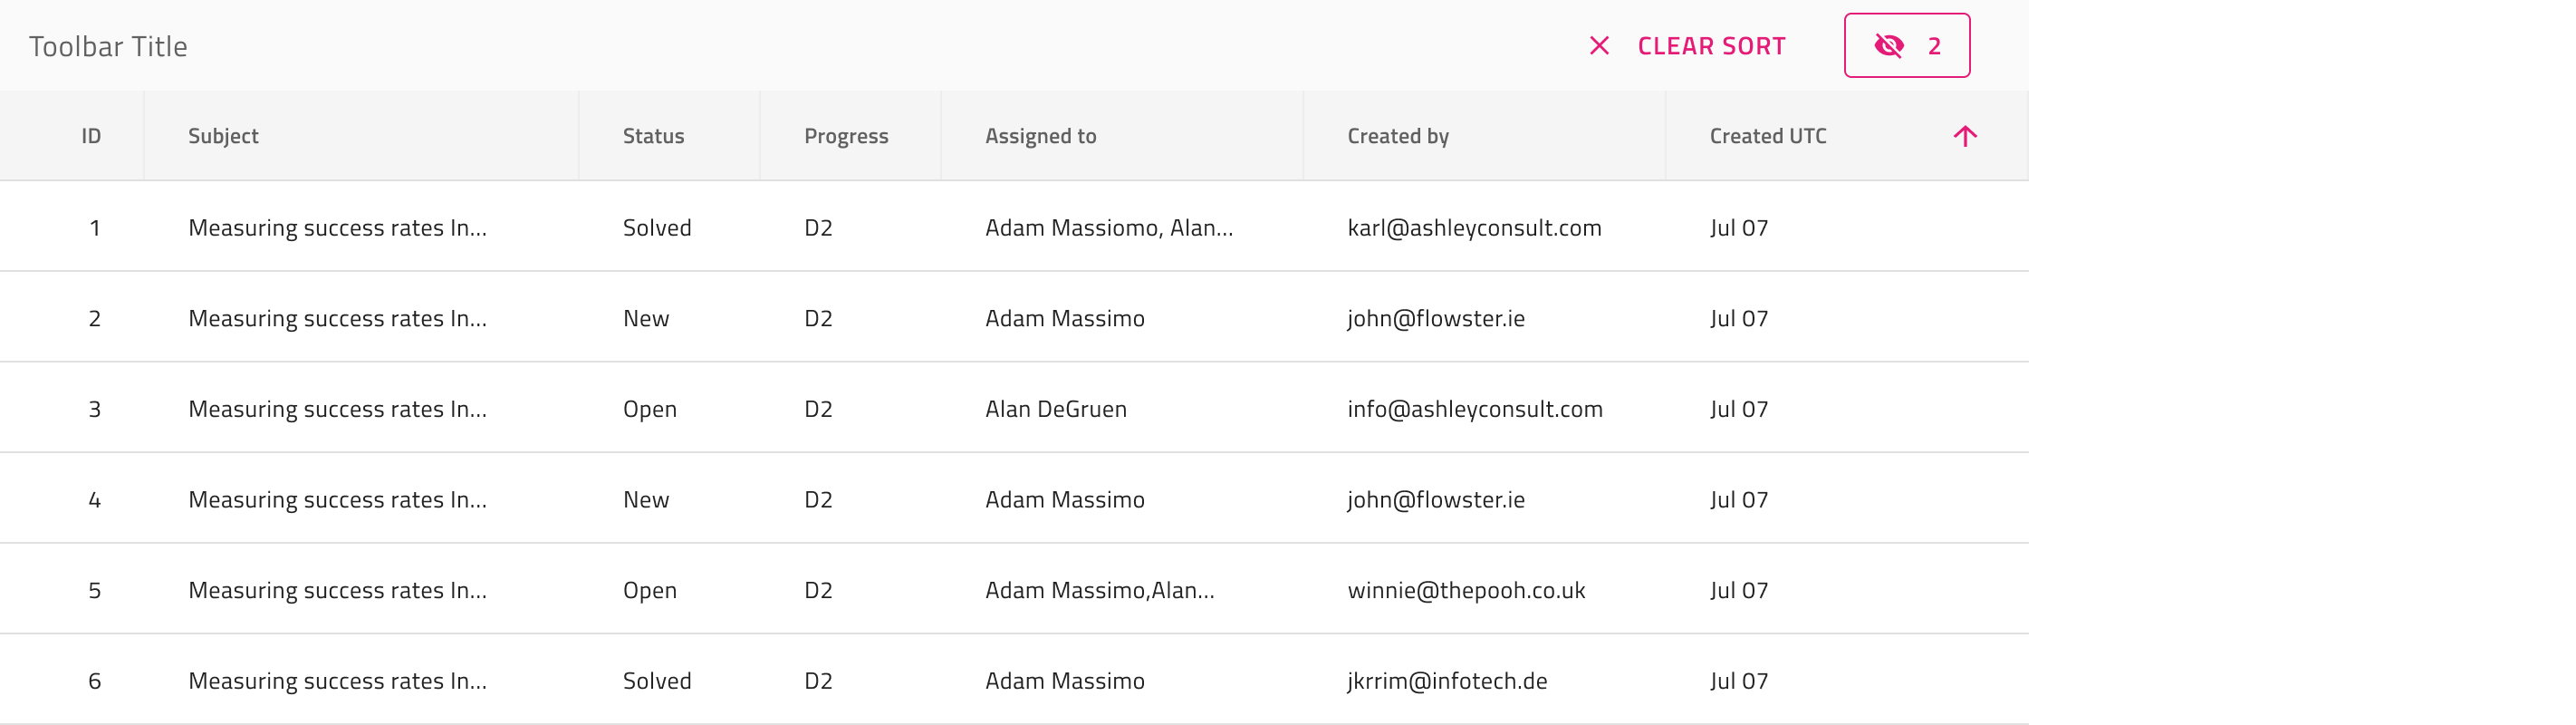 Toolbar Title CLEAR SORT 2
ID Subject Status Progress Assigned to Created by Created UTC
1 Measuring success rates In... Solved D2 Adam Massiomo, Alan... karl@ashleyconsult.com Jul 07
2 Measuring success rates In... New D2 Adam Massimo john@flowster.ie Jul 07
3 Measuring success rates In... Open D2 Alan DeGruen info@ashleyconsult.com Jul 07
4 Measuring success rates In... New D2 Adam Massimo john@flowster.ie Jul 07
5 Measuring success rates In... Open D2 Adam Massimo,Alan... winnie@thepooh.co.uk Jul 07
6 Measuring success rates In... Solved D2 Adam Massimo jkrrim@infotech.de Jul 07